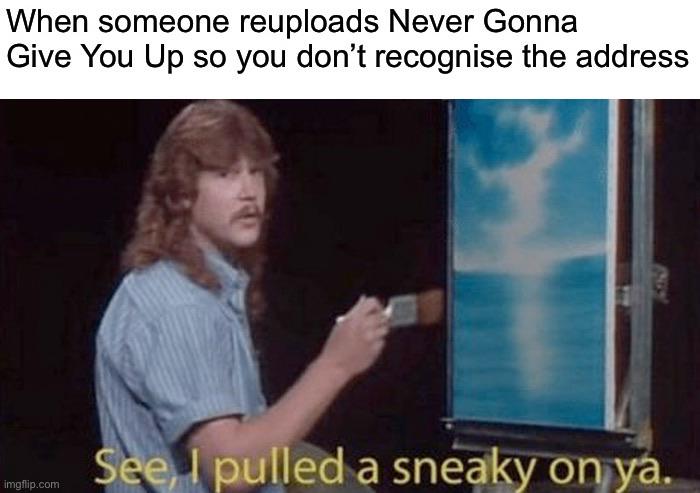 When someone reuploads Never Gonna
Give You Up so you don’t recognise the address
See, I pulled a sneaky on ya.
imgflip.com